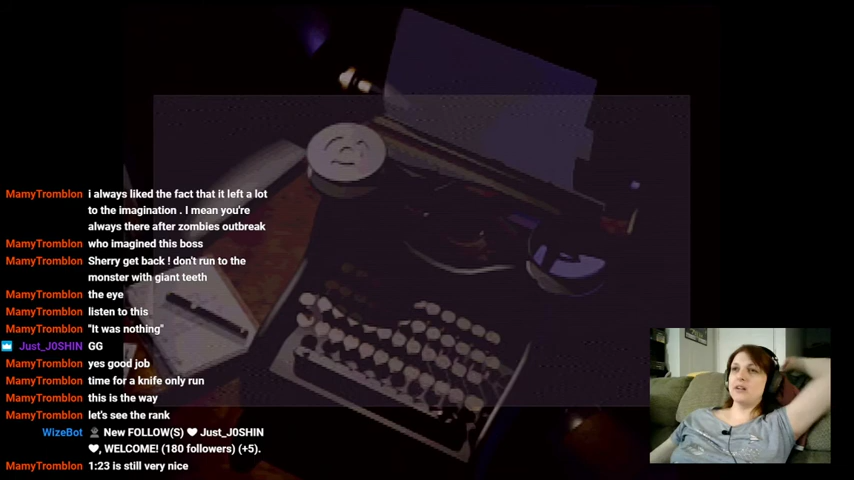 MamyTromblon i always liked the fact that it left a lot
to the imagination . I mean you're
always there after zombies outbreak
MamyTromblon who imagined this boss
MamyTromblon Sherry get back ! don't run to the
monster with giant teeth
MamyTromblon the eye
MamyTromblon listen to this
MamyTromblon "It was nothing"
Just_J0SHIN GG
MamyTromblon yes good job
MamyTromblon time for a knife only run
MamyTromblon this is the way
MamyTromblon let's see the rank
WizeBot New FOLLOW(S) ♥ Just_J0SHIN
♥, WELCOME! (180 followers) (+5).
MamyTromblon 1:23 is still very nice